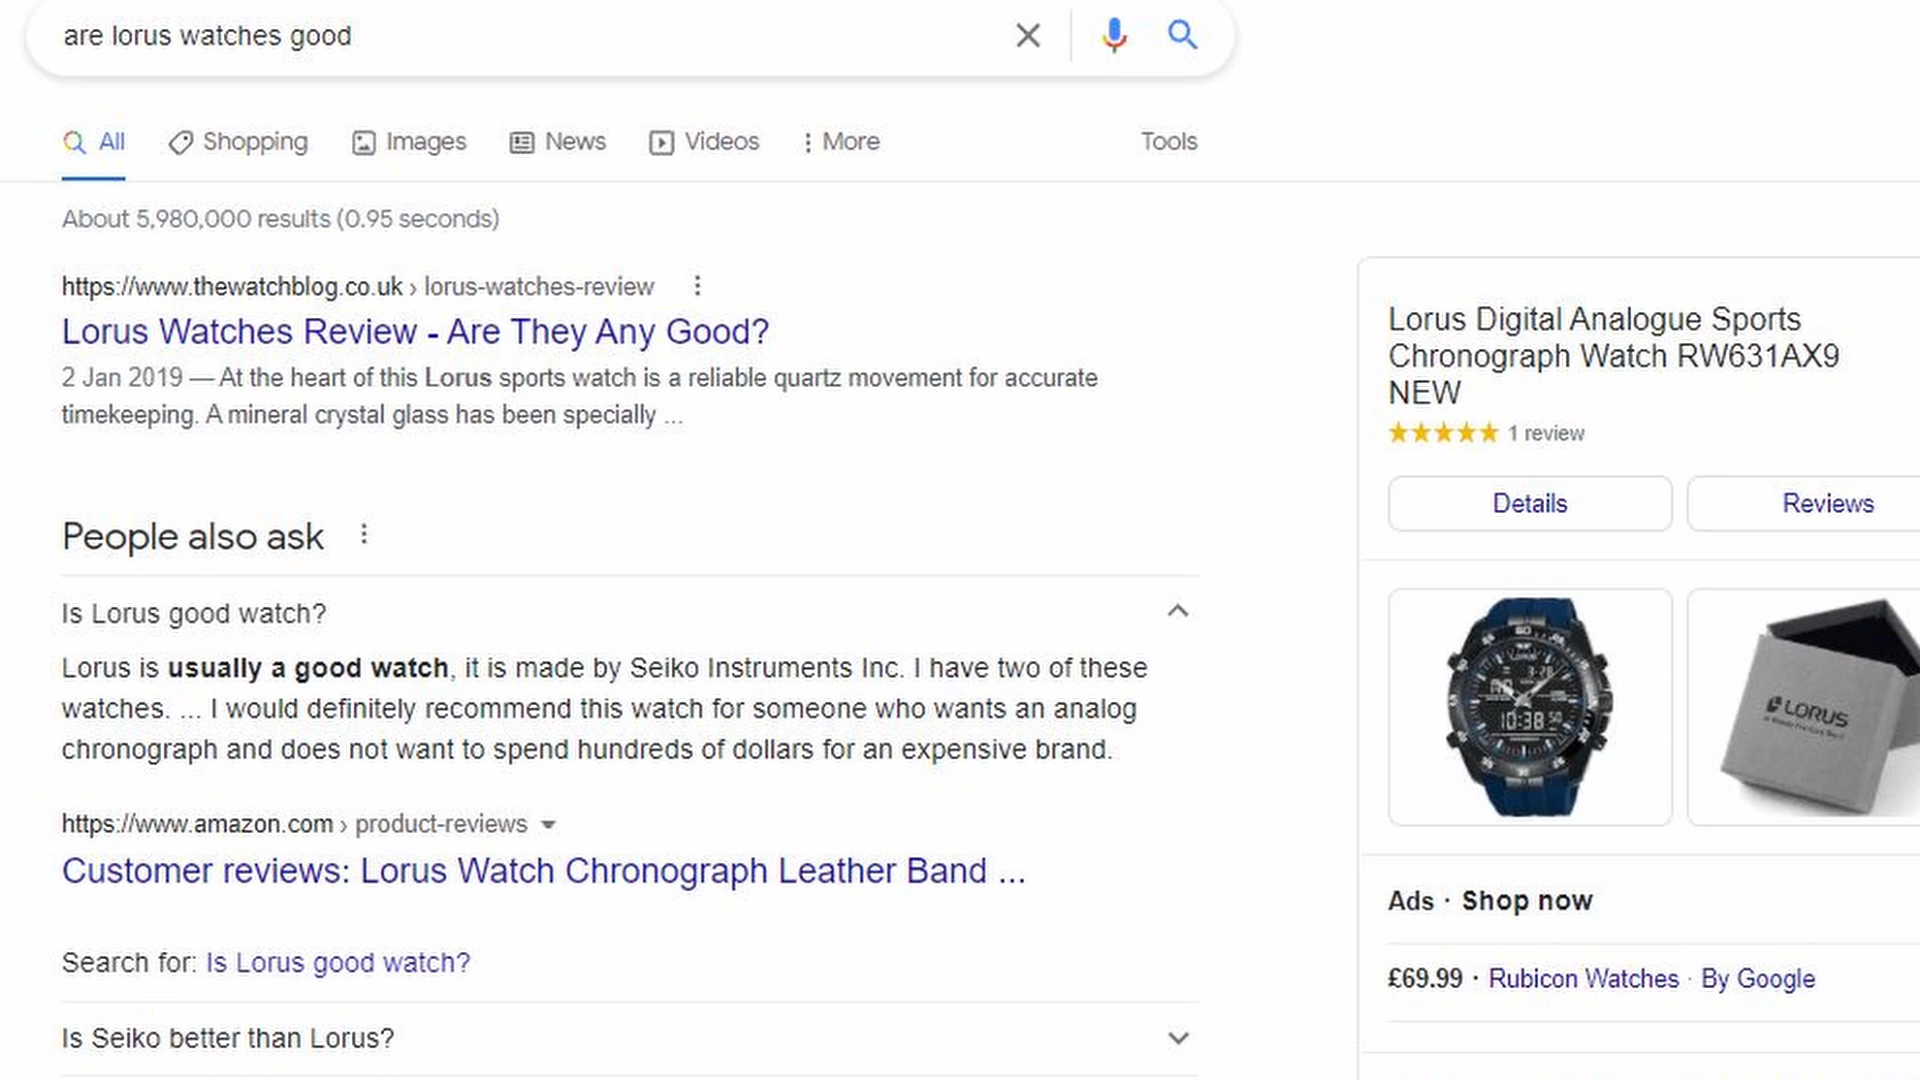 are lorus watches good
All
Shopping
Images
News
Videos
More
Tools
About 5,980,000 results (0.95 seconds)
https://www.thewatchblog.co.uk › lorus-watches-review
Lorus Watches Review - Are They Any Good?
2 Jan 2019 — At the heart of this Lorus sports watch is a reliable quartz movement for accurate
timekeeping. A mineral crystal glass has been specially ...
People also ask
Is Lorus good watch?
Lorus is usually a good watch, it is made by Seiko Instruments Inc. I have two of these
watches. ... I would definitely recommend this watch for someone who wants an analog
chronograph and does not want to spend hundreds of dollars for an expensive brand.
https://www.amazon.com › product-reviews
Customer reviews: Lorus Watch Chronograph Leather Band ...
Search for: Is Lorus good watch?
Is Seiko better than Lorus?
Lorus Digital Analogue Sports
Chronograph Watch RW631AX9
NEW
1 review
Details
Reviews
LORUS
10:38
LORUS
Ads · Shop now
£69.99 · Rubicon Watches · By Google